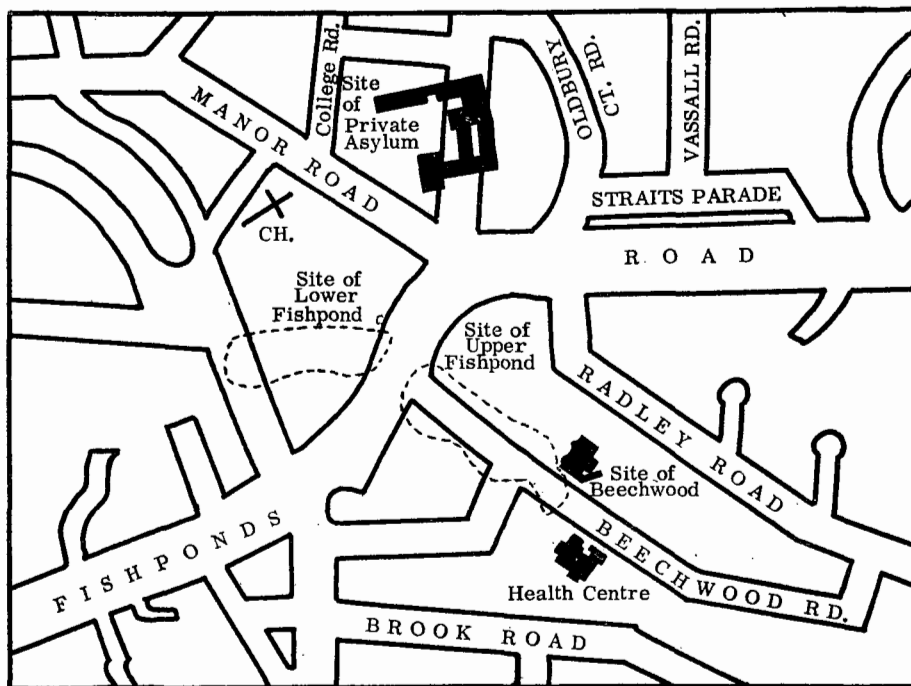 College Rd.
OLDBURY
CT. RD.
VASSALL RD.
MANOR ROAD
Site
of
Private
Asylum
STRAITS PARADE
CH.
ROAD
Site of
Lower
Fishpond
Site of
Upper
Fishpond
RADLEY ROAD
Site of
Beechwood
FISHPONDS
BEECHWOOD RD.
Health Centre
BROOK ROAD